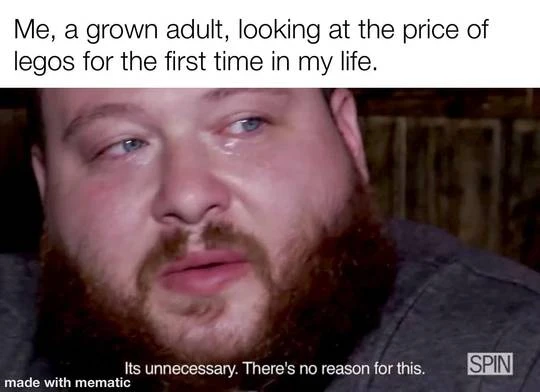 Me, a grown adult, looking at the price of
legos for the first time in my life.
Its unnecessary. There's no reason for this.
SPIN
made with mematic